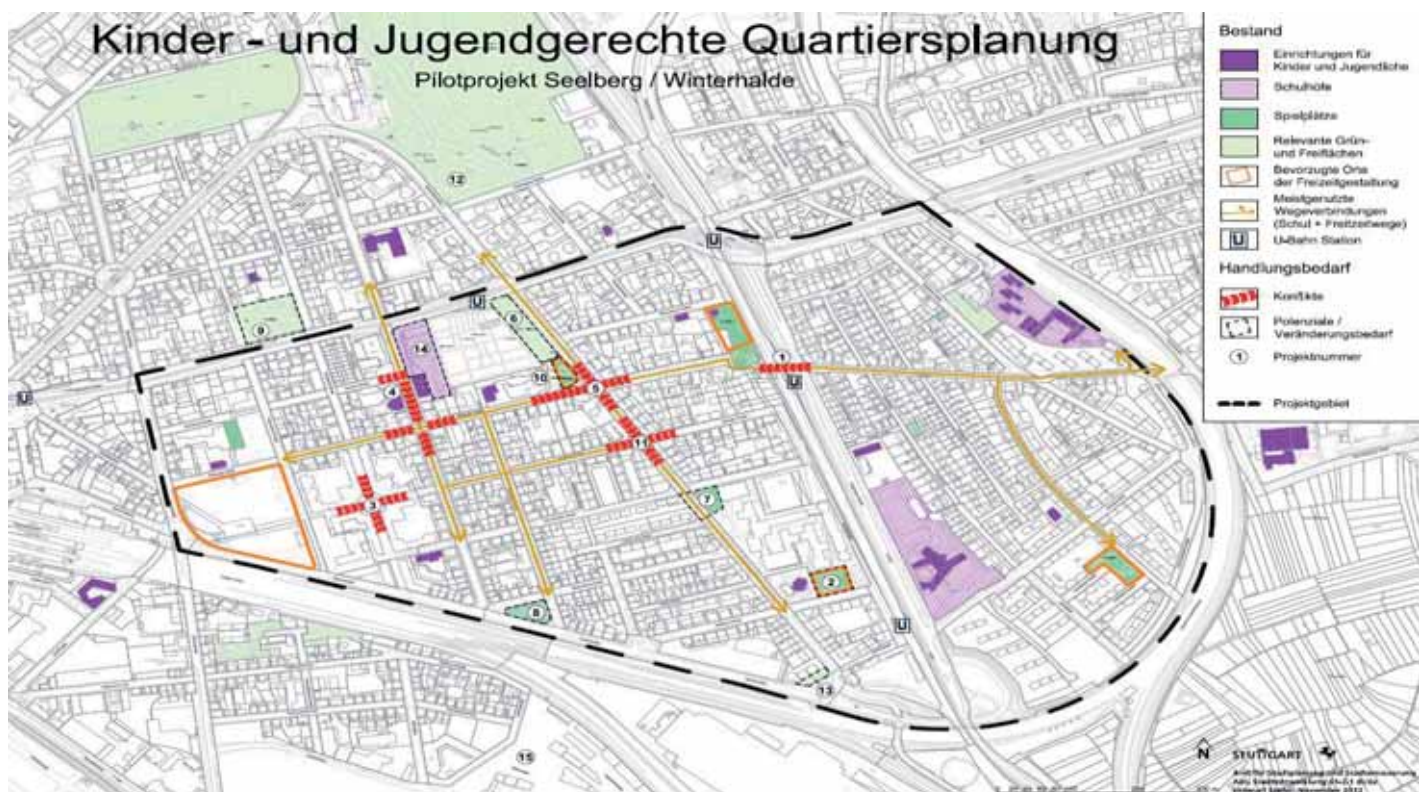 Kinder - und Jugendgerechte Quartiersplanung
Pilotprojekt Seelberg / Winterhalde
Bestand
Einrichtungen für
Kinder und Jugendliche
Schulhöfe
Spielplätze
Relevante Grün-
und Freiflächen
Bevorzugte Orte
der Freizeitgestaltung
Meistgenutzte
Wegeverbindungen
(Schul + Freizeitwege)
U
U-Bahn Station
Handlungsbedarf
Konflikte
Potenziale /
Veränderungsbedarf
1
Projektnummer
Projektgebiet
12
U
9
U
6
14
10
5
4
1
U
U
11
3
7
2
8
U
13
15
N
STUTTGART